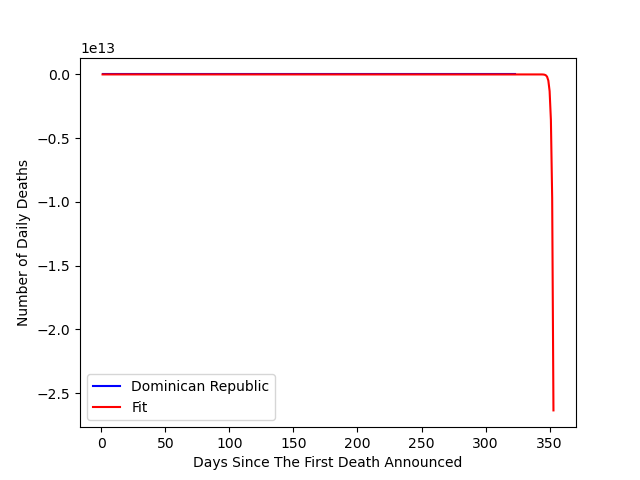 1e13
0.0
−0.5
−1.0
−1.5
−2.0
−2.5
Number of Daily Deaths
Dominican Republic
Fit
0 50 100 150 200 250 300 350
Days Since The First Death Announced